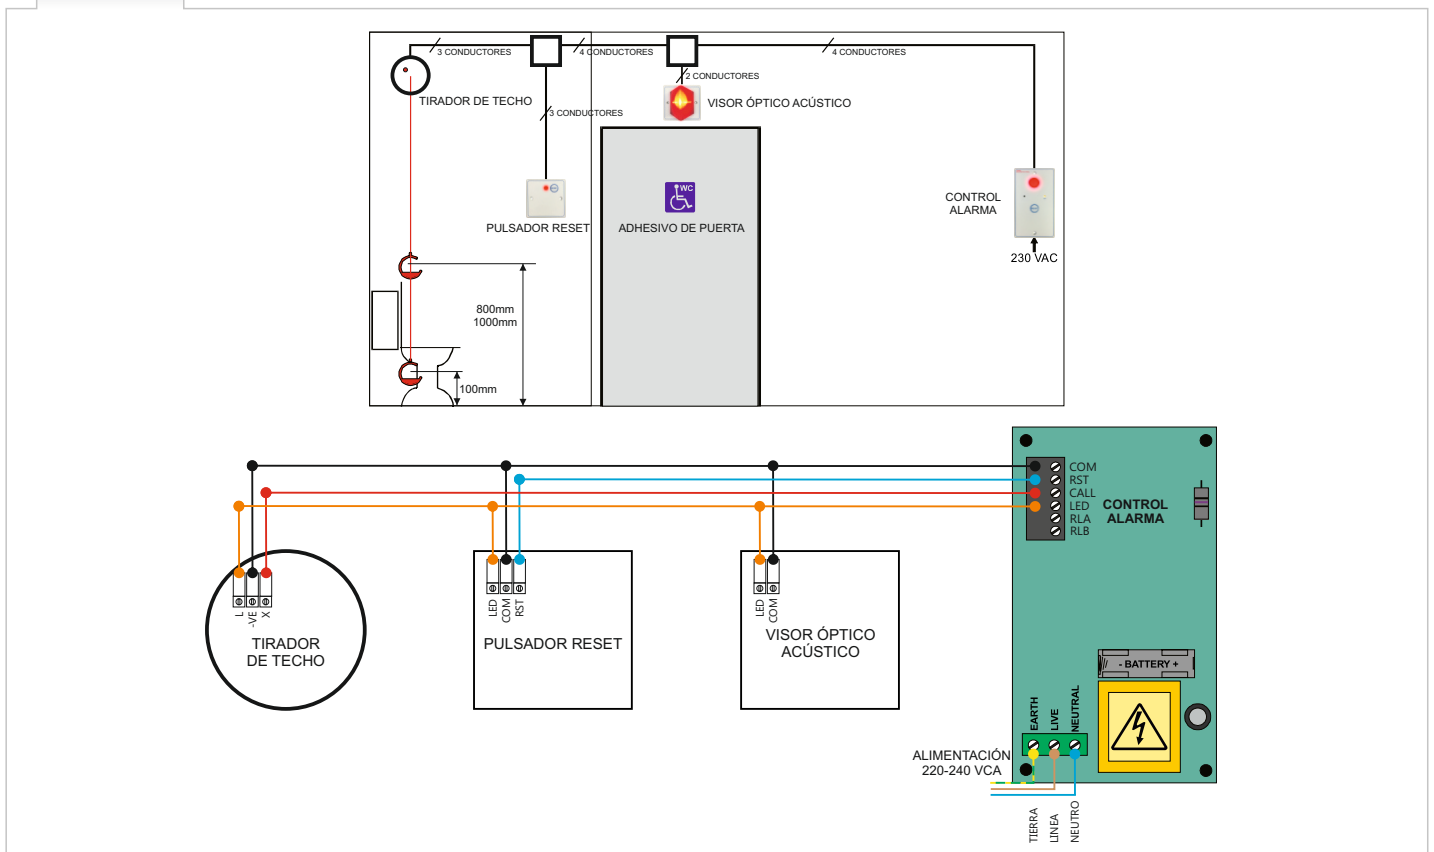 3 CONDUCTORES
4 CONDUCTORES
4 CONDUCTORES
2 CONDUCTORES
TIRADOR DE TECHO
VISOR ÓPTICO ACÚSTICO
3 CONDUCTORES
WC
CONTROL
ALARMA
PULSADOR RESET
ADHESIVO DE PUERTA
230 VAC
800mm
1000mm
100mm
COM
RST
CALL
LED
RLA
RLB
CONTROL
ALARMA
L
-VE
X
TIRADOR
DE TECHO
LED
COM
RST
PULSADOR RESET
LED
COM
VISOR ÓPTICO
ACÚSTICO
- BATTERY +
EARTH
LIVE
NEUTRAL
ALIMENTACIÓN
220-240 VCA
TIERRA
LINEA
NEUTRO